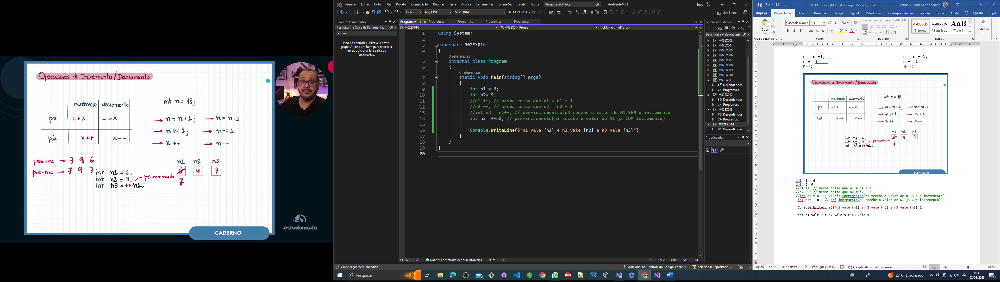 Operadores de Incremento/Decremento
incremento decremento
pré ++x --x
pós x++ x--
int n = 18;
→ n = n+1; → n = n-1
→ n += 1; → n -= 1
→ n++ → n--
pós-inc. → 7 9 6
pré-inc → 7 9 7
int n1 = 6;
int n2 = 9;
int n3 = ++n1;
pré-incremento
n1 n2 n3
6 9 7
7
estudonauta
CADERNO
Arquivo Editar Exibir Git Projeto Compilação Depurar Teste Análise Ferramentas Extensões Janela Ajuda Pesquisar (Ctrl+Q) AmbienteM02 Entrar
Debug Any CPU M02EX014 M02EX014 Live Share
Caixa de Ferramentas
Pesquisar na Caixa de Ferramentas
Geral
Não há controles utilizáveis nesse
grupo. Arraste um item para o texto a
fim de adicioná-lo à caixa de
ferramentas.
Program.cs Program.cs Program.cs Program.cs Program.cs
M02EX014 M02EX014.Program Main(string[] args)
1 using System;
2
3 namespace M02EX014
4 {
0 referências
5 internal class Program
6 {
0 referências
7 static void Main(string[] args)
8 {
9 int n1 = 6;
10 int n2= 9;
11 //n1 ++; // mesma coisa que n1 = n1 + 1
12 //n2 --; // mesma coisa que n2 = n2 - 1
13 //int n3 = n1++; // pós-incrementro(n3 recebe o valor de N1 SEM o incremento)
14 int n3= ++n1; // pré-incremento(n3 recebe o valor de N1 já COM incremento)
15
16 Console.WriteLine($"n1 vale {n1} e n2 vale {n2} e n3 vale {n3}");
17 }
18 }
19 }
20
133 % Não foi encontrado nenhum problema Ln: 20 Car: 1 SPC CRLF
Gerenciador de Solu...
Pesquisar em Gerenciador
M02EX003
M02EX004
M02EX005
M02EX006
M02EX007
M02EX008
M02EX009
M02EX010
M02EX011
Dependências
Program.cs
M02EX012
Dependências
Program.cs
M02EX013
Dependências
Program.cs
M02EX014
Dependências
Propriedades
Compilação bem-sucedida Adicionar ao Controle do Código-Fonte Selecionar Repositório 1
Pesquisar
2
RAD
CURSO DE C.docx [Modo de Compatibilidade] - Word vanderlei santana de andrade
Arquivo Página Inicial Inserir Desenhar Design Layout Referências Correspondências Revisão Exibir Ajuda Diga-me
Colar
Cascadia Mon 9,5
N I S abc x₂ x²
AaBbCcDc AaBbCcDc AaB
¶ Normal ¶ Sem Esp... Título 1
Editando
Área de Transfer... Fonte Parágrafo Estilos
n = n +1; n = n - 1;
n += 1; n -= 1;
n++; n--;
Operadores de Incremento/Decremento
incremento decremento
pré ++x --x
pós x++ x--
int n = 18;
→ n = n+1; → n = n-1
→ n += 1; → n -= 1
→ n++ → n--
n1 n2 n3
6 9 7
7
int n1 = 6;
int n2 = 9;
int n3 = ++n1;
pré-incremento
CADERNO
int n1 = 6;
int n2= 9;
//n1 ++; // mesma coisa que n1 = n1 + 1
//n2 --; // mesma coisa que n2 = n2 - 1
//int n3 = n1++; // pós-incrementro(n3 recebe o valor de N1 SEM o incremento)
int n3= ++n1; // pré-incremento(n3 recebe o valor de N1 já COM incremento)
Console.WriteLine($"n1 vale {n1} e n2 vale {n2} e n3 vale {n3}");
Res: n1 vale 7 e n2 vale 9 e n3 vale 7
Página 27 de 27 2992 palavras Português (Brasil) Acessibilidade: não disponível 100%
27°C Ensolarado
14:51
02/08/2023
7